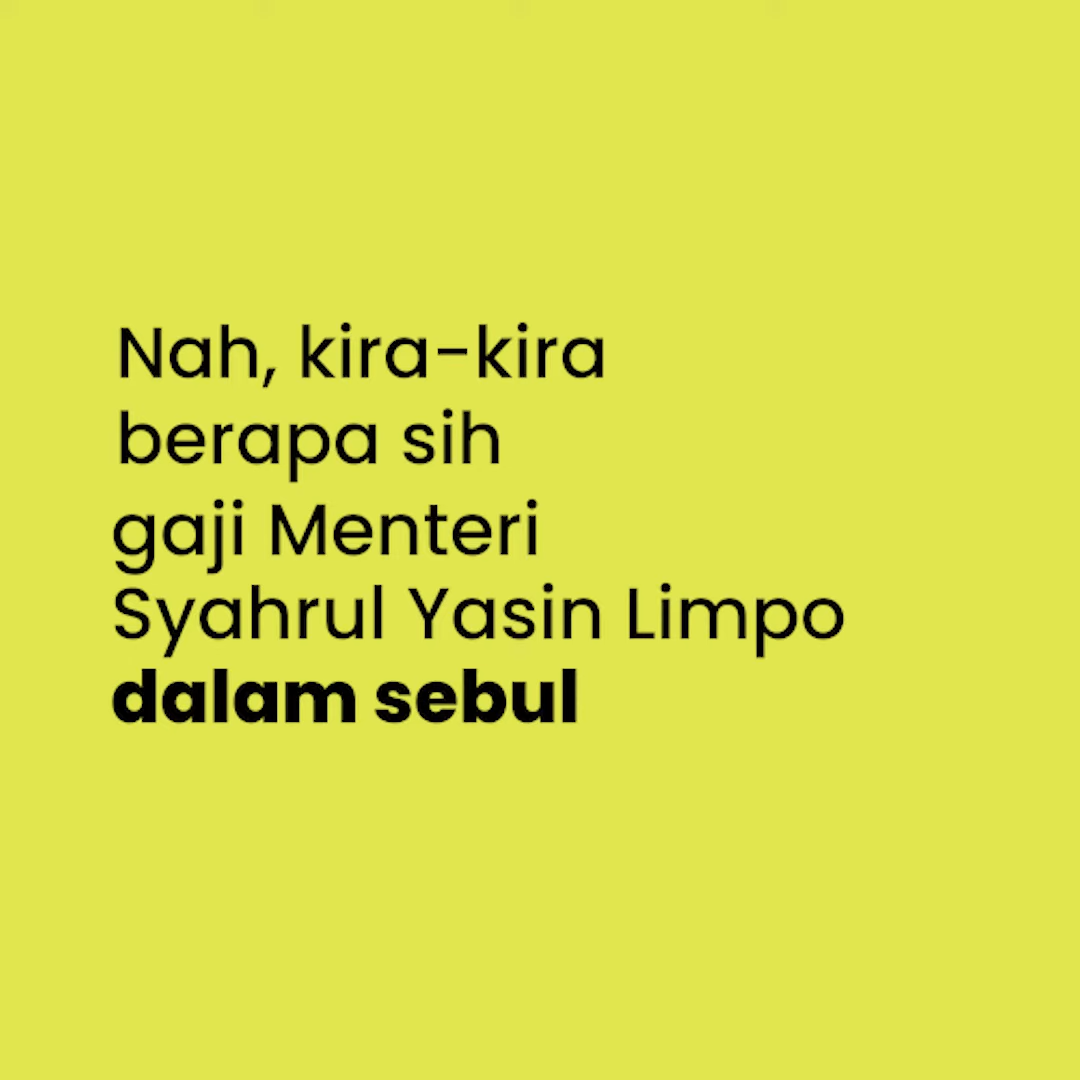 Nah, kira-kira
berapa sih
gaji Menteri
Syahrul Yasin Limpo
dalam sebul